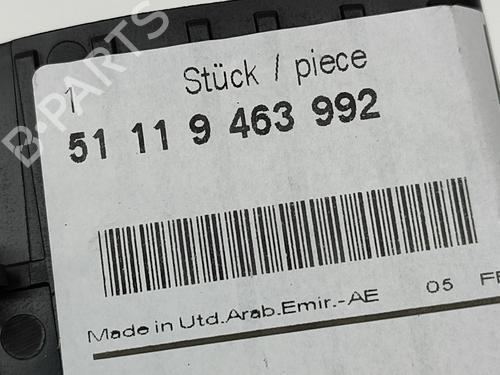 1 Stück / piece
51 11 9 463 992
Made in Utd.Arab.Emir.-AE 05
B-PARTS